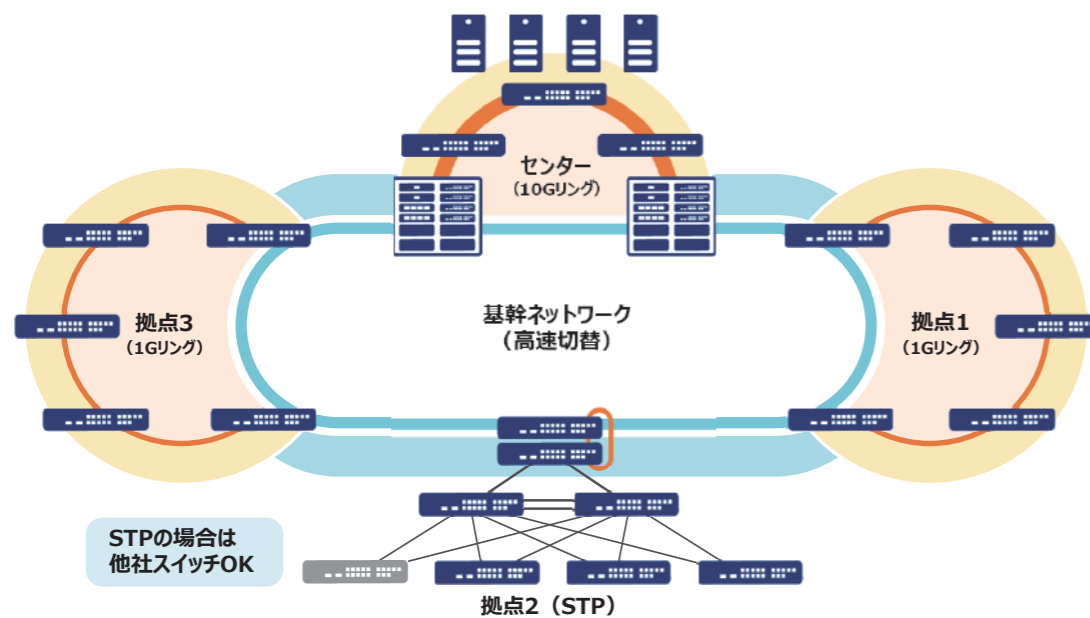 センター
（10Gリング）
拠点3
（1Gリング）
基幹ネットワーク
（高速切替）
拠点1
（1Gリング）
STPの場合は
他社スイッチOK
拠点2（STP）